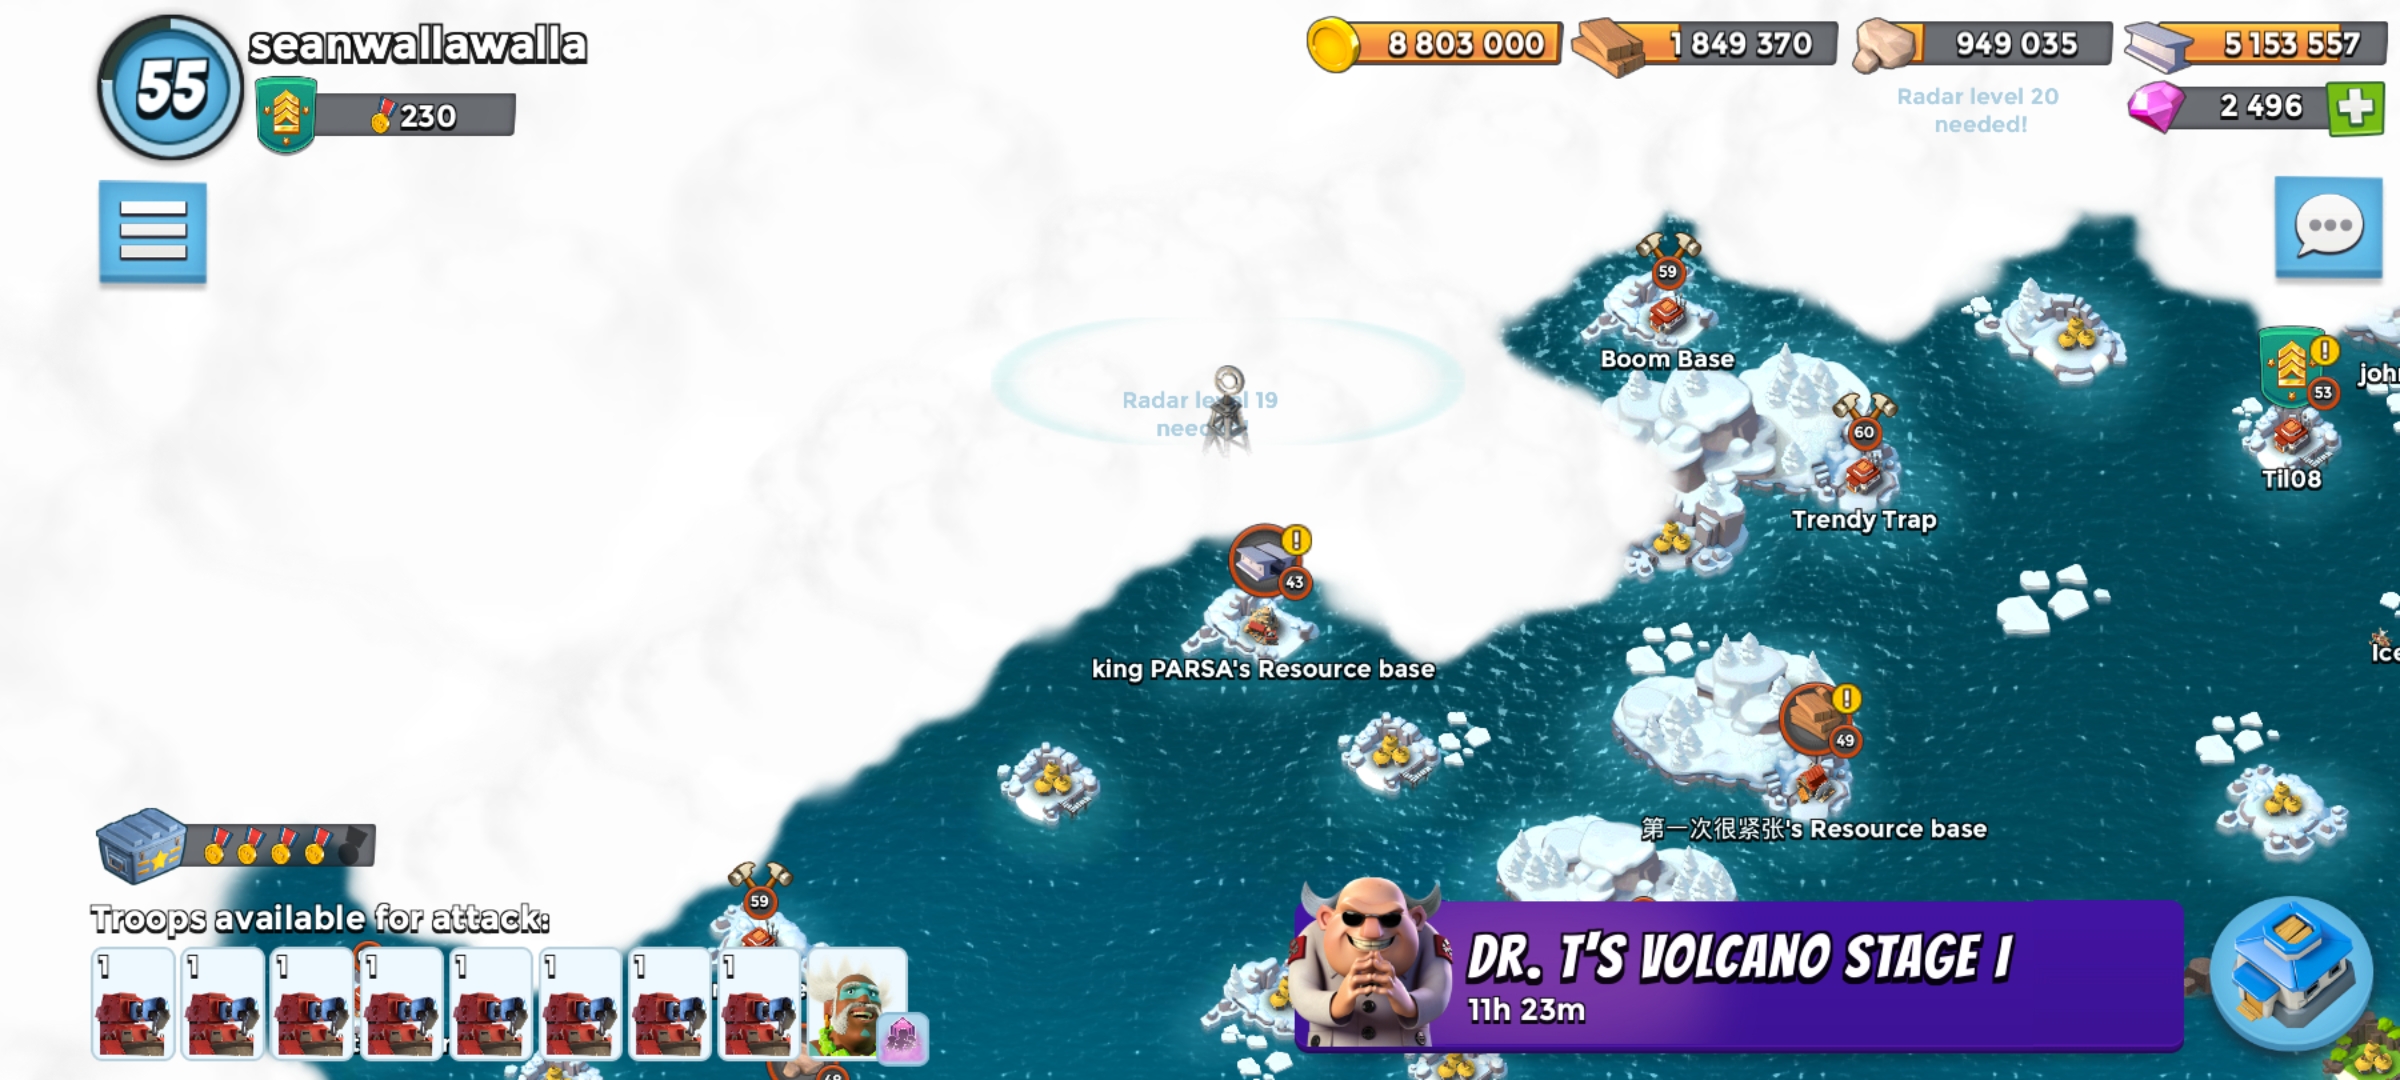 55
seanwallawalla
230
8 803 000
1 849 370
949 035
5 153 557
2 496
Radar level 20
needed!
59
Boom Base
60
Trendy Trap
53
Til08
Radar level 19
43
king PARSA's Resource base
49
第一次很紧张's Resource base
59
Troops available for attack:
1
1
1
1
1
1
1
1
DR. T'S VOLCANO STAGE I
11h 23m